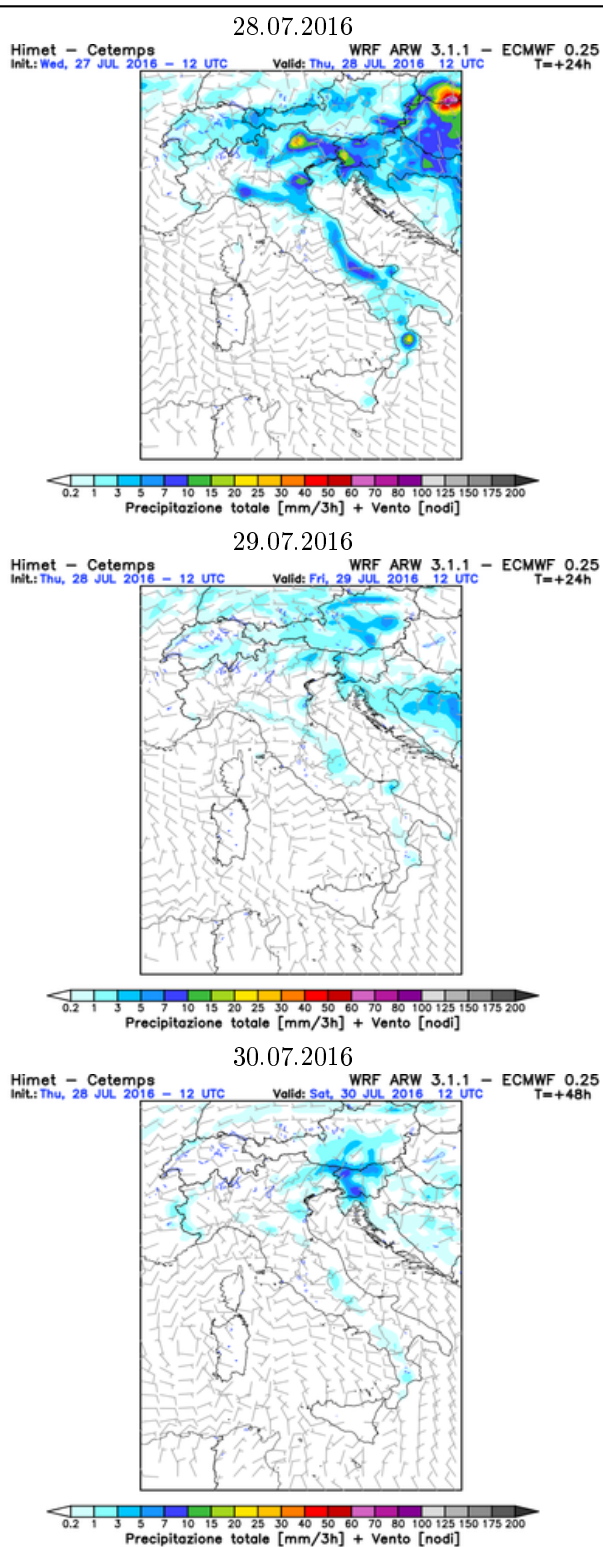 28.07.2016
Himet – Cetemps WRF ARW 3.1.1 – ECMWF 0.25
Init.: Wed, 27 JUL 2016 – 12 UTC Valid: Thu, 28 JUL 2016 12 UTC T=+24h
0.2 1 3 5 7 10 15 20 25 30 40 50 60 70 80 100 125 150 175 200
Precipitazione totale [mm/3h] + Vento [nodi]
29.07.2016
Himet – Cetemps WRF ARW 3.1.1 – ECMWF 0.25
Init.: Thu, 28 JUL 2016 – 12 UTC Valid: Fri, 29 JUL 2016 12 UTC T=+24h
0.2 1 3 5 7 10 15 20 25 30 40 50 60 70 80 100 125 150 175 200
Precipitazione totale [mm/3h] + Vento [nodi]
30.07.2016
Himet – Cetemps WRF ARW 3.1.1 – ECMWF 0.25
Init.: Thu, 28 JUL 2016 – 12 UTC Valid: Sat, 30 JUL 2016 12 UTC T=+48h
0.2 1 3 5 7 10 15 20 25 30 40 50 60 70 80 100 125 150 175 200
Precipitazione totale [mm/3h] + Vento [nodi]